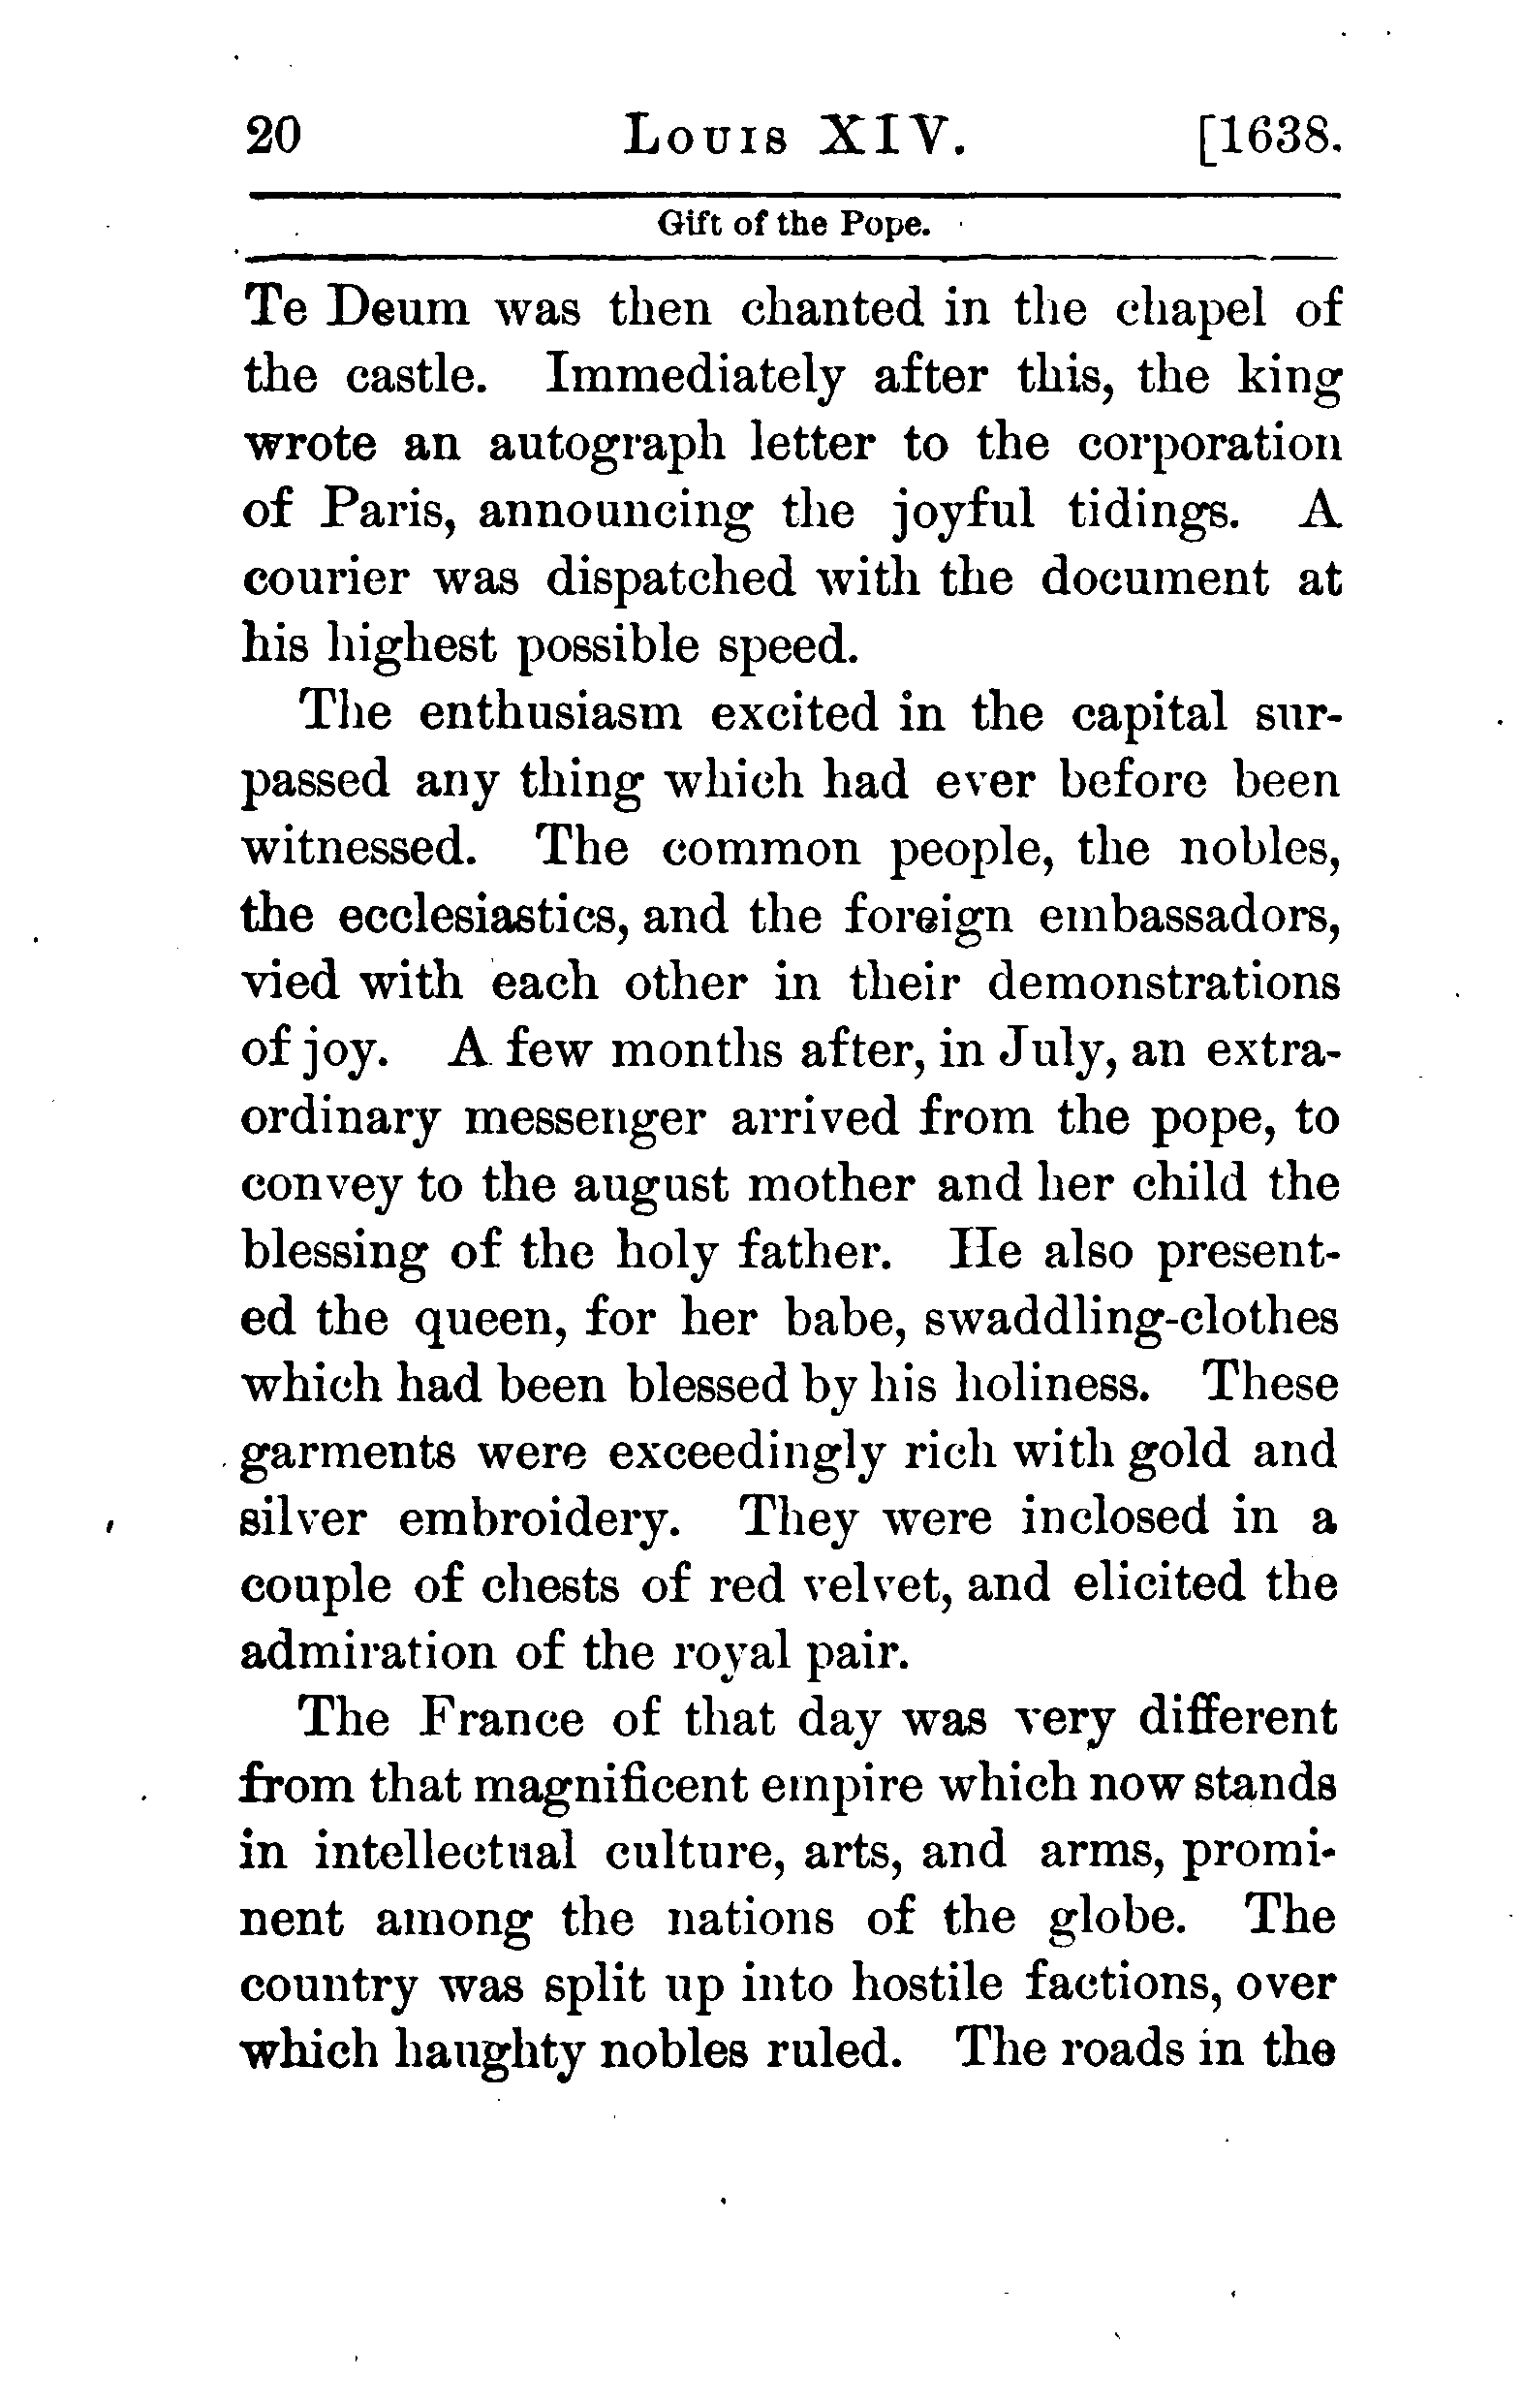 20 Louis XIV. [1638.
Gift of the Pope.
Te Deum was then chanted in the chapel of
the castle. Immediately after this, the king
wrote an autograph letter to the corporation
of Paris, announcing the joyful tidings. A
courier was dispatched with the document at
his highest possible speed.
The enthusiasm excited in the capital sur-
passed any thing which had ever before been
witnessed. The common people, the nobles,
the ecclesiastics, and the foreign embassadors,
vied with each other in their demonstrations
of joy. A few months after, in July, an extra-
ordinary messenger arrived from the pope, to
convey to the august mother and her child the
blessing of the holy father. He also present-
ed the queen, for her babe, swaddling-clothes
which had been blessed by his holiness. These
garments were exceedingly rich with gold and
silver embroidery. They were inclosed in a
couple of chests of red velvet, and elicited the
admiration of the royal pair.
The France of that day was very different
from that magnificent empire which now stands
in intellectual culture, arts, and arms, promi-
nent among the nations of the globe. The
country was split up into hostile factions, over
which haughty nobles ruled. The roads in the